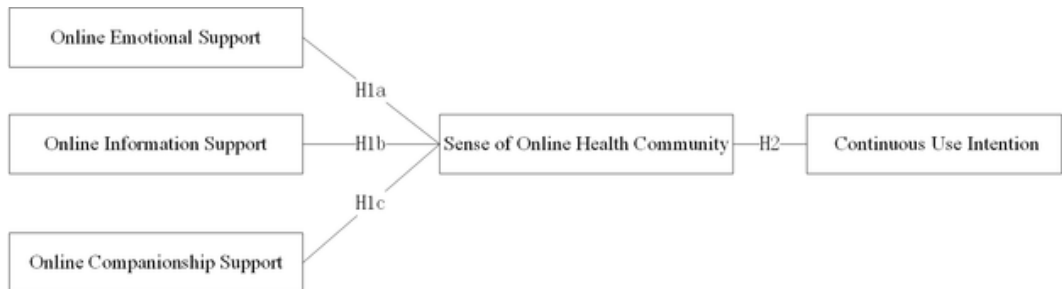 Online Emotional Support
H1a
Online Information Support
H1b
Sense of Online Health Community
H2
Continuous Use Intention
H1c
Online Companionship Support